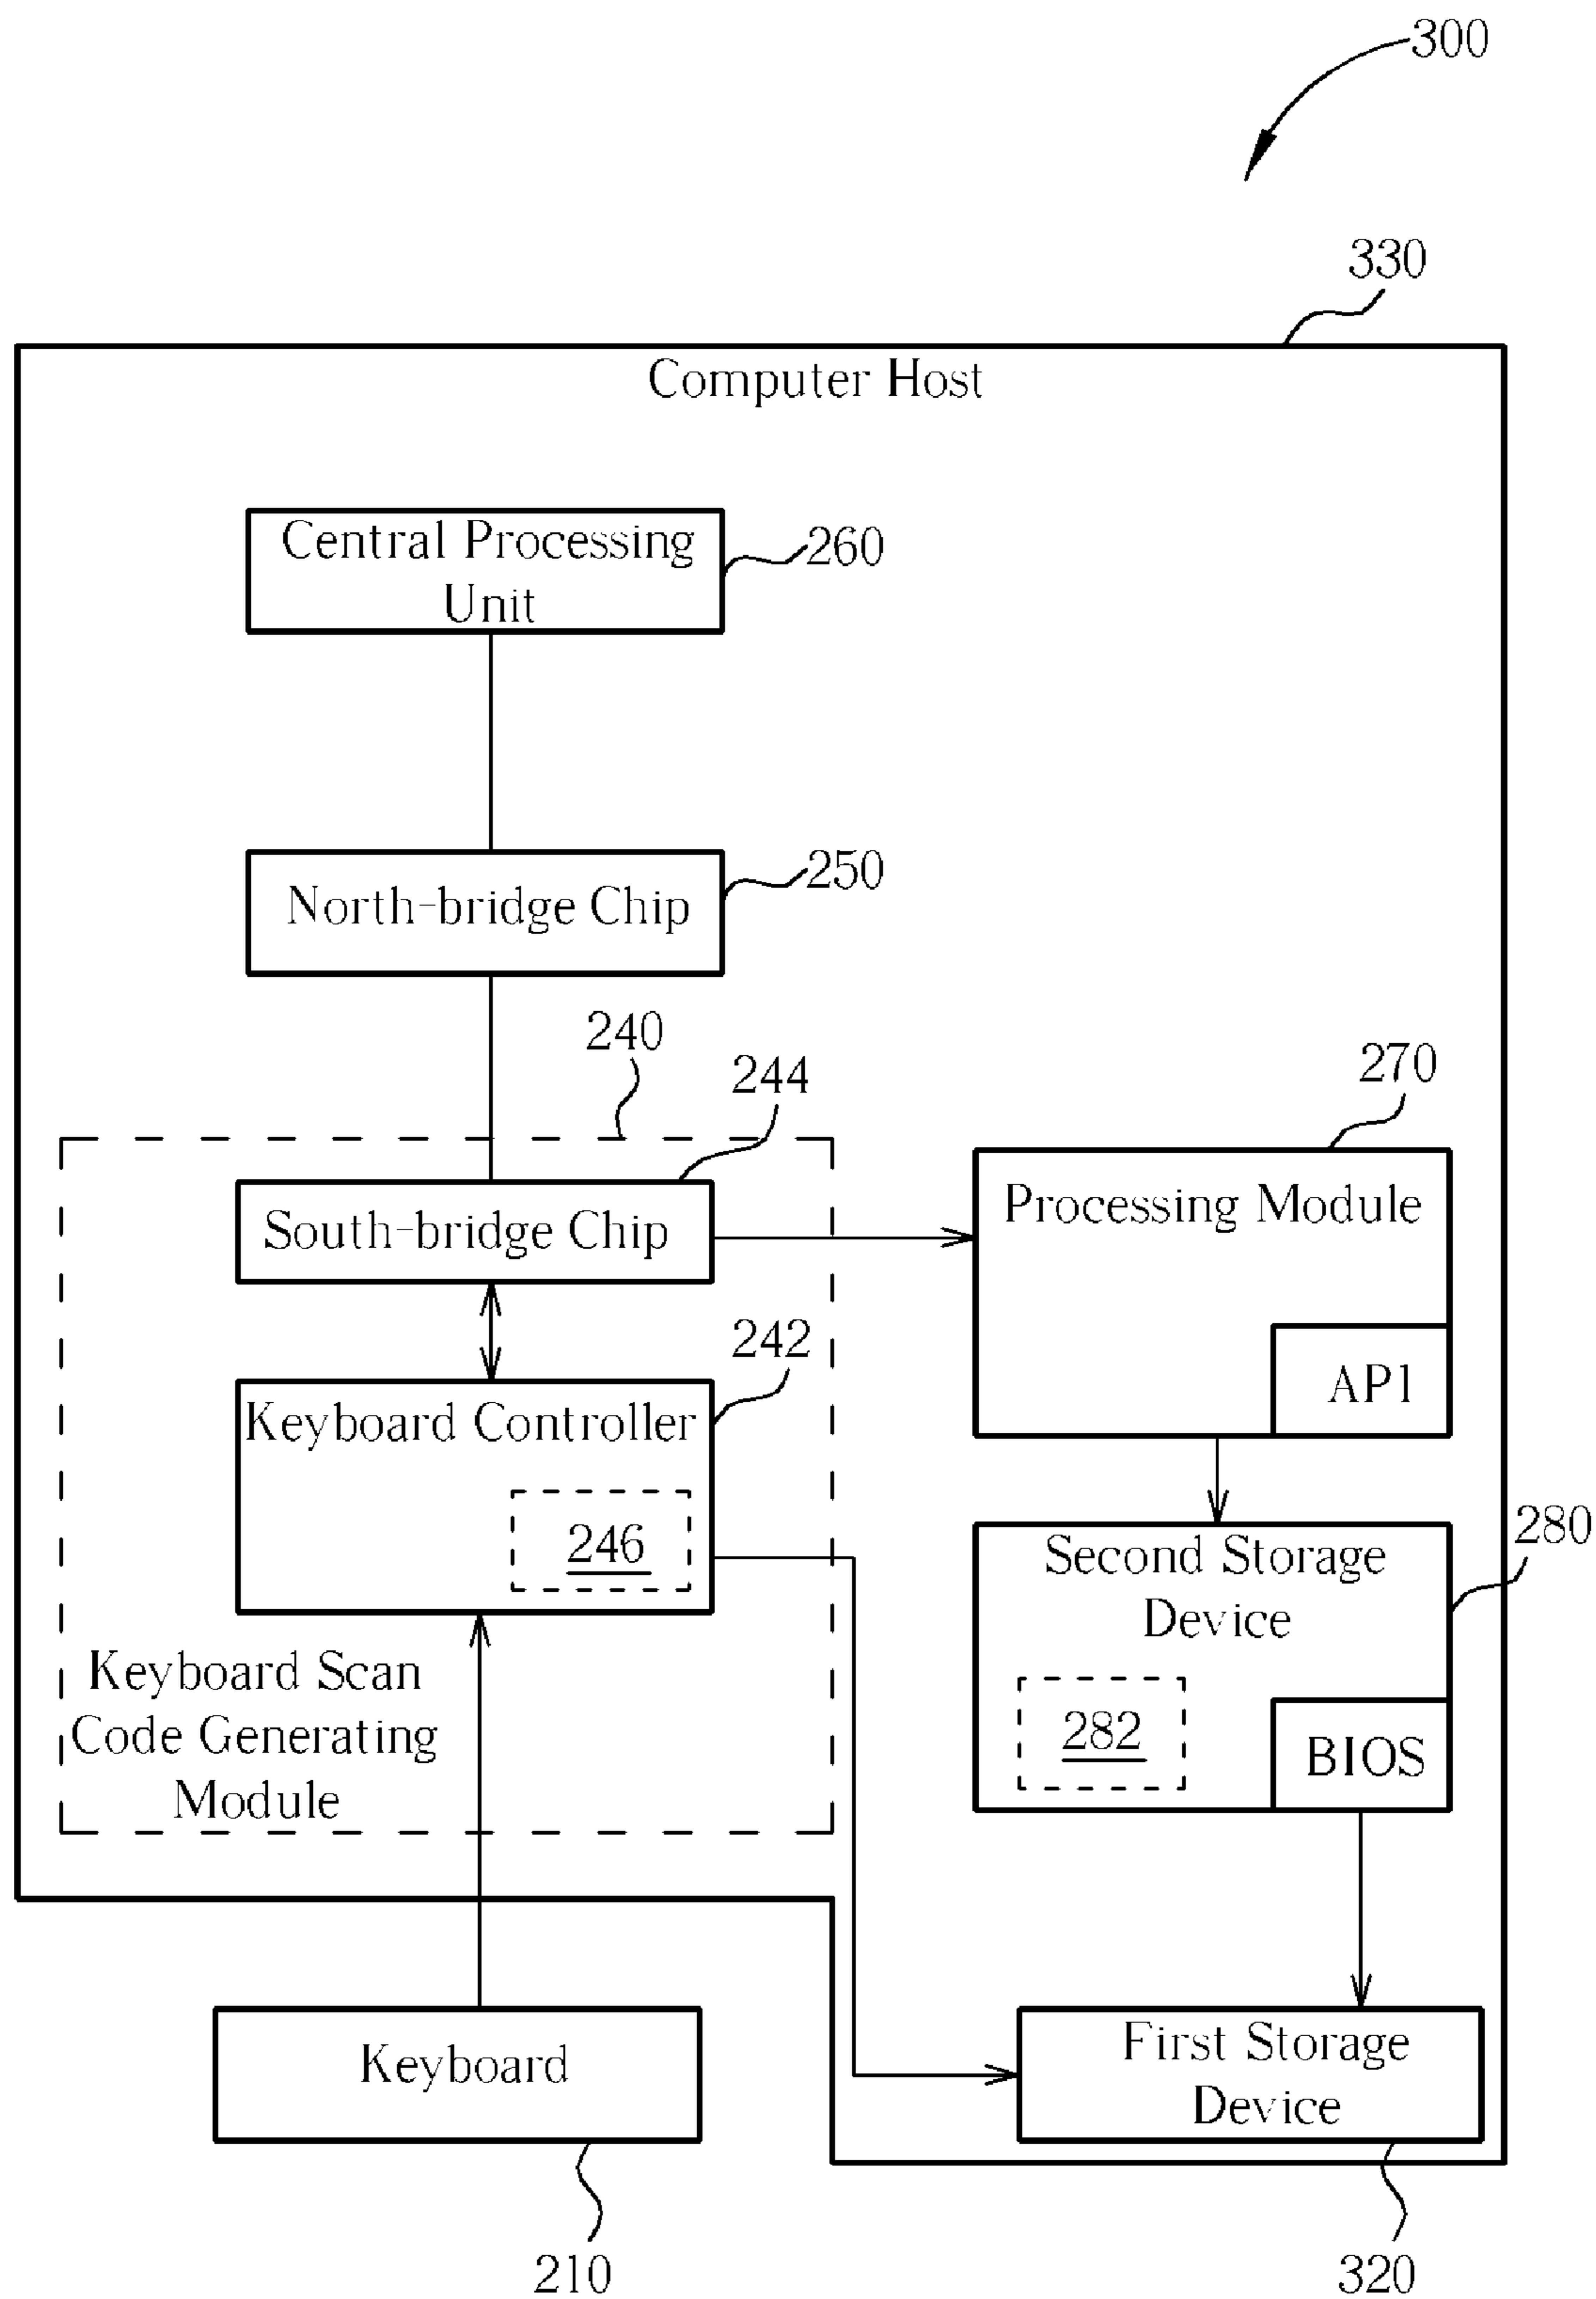 300
330
Computer Host
Central Processing
Unit
260
North-bridge Chip
250
240
244
270
South-bridge Chip
Processing Module
API
242
Keyboard Controller
246
280
Second Storage
Device
282
BIOS
Keyboard Scan
Code Generating
Module
Keyboard
First Storage
Device
210
320